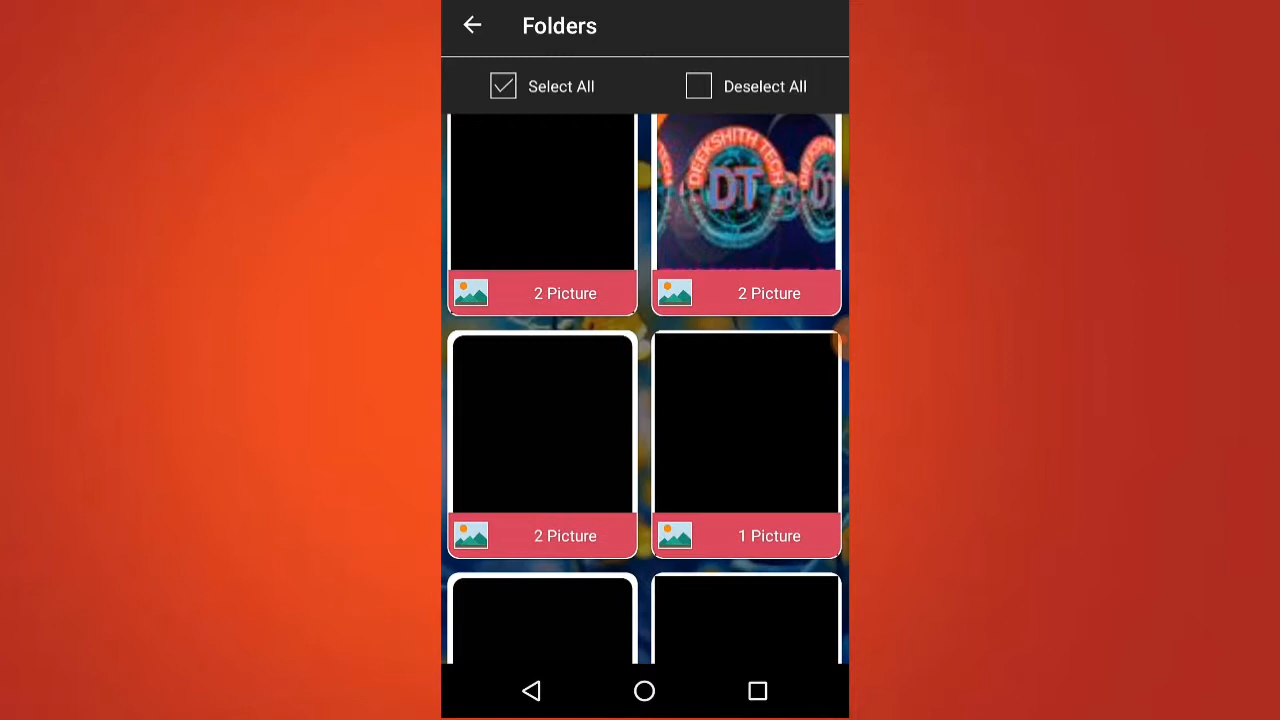 Folders
Select All
Deselect All
DEEKSHITH TECH
DT
2 Picture
2 Picture
2 Picture
1 Picture